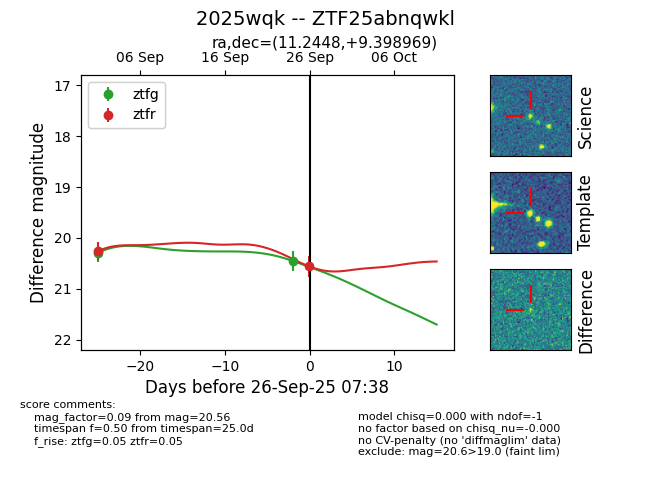 2025wqk -- ZTF25abnqwkl
ra,dec=(11.2448,+9.398969)
06 Sep 16 Sep 26 Sep 06 Oct
ztfg
ztfr
17
18
19
20
21
22
Difference magnitude
−20 −10 0 10
Days before 26-Sep-25 07:38
Science
Template
Difference
score comments:
mag_factor=0.09 from mag=20.56
timespan f=0.50 from timespan=25.0d
f_rise: ztfg=0.05 ztfr=0.05
model chisq=0.000 with ndof=-1
no factor based on chisq_nu=-0.000
no CV-penalty (no 'diffmaglim' data)
exclude: mag=20.6>19.0 (faint lim)